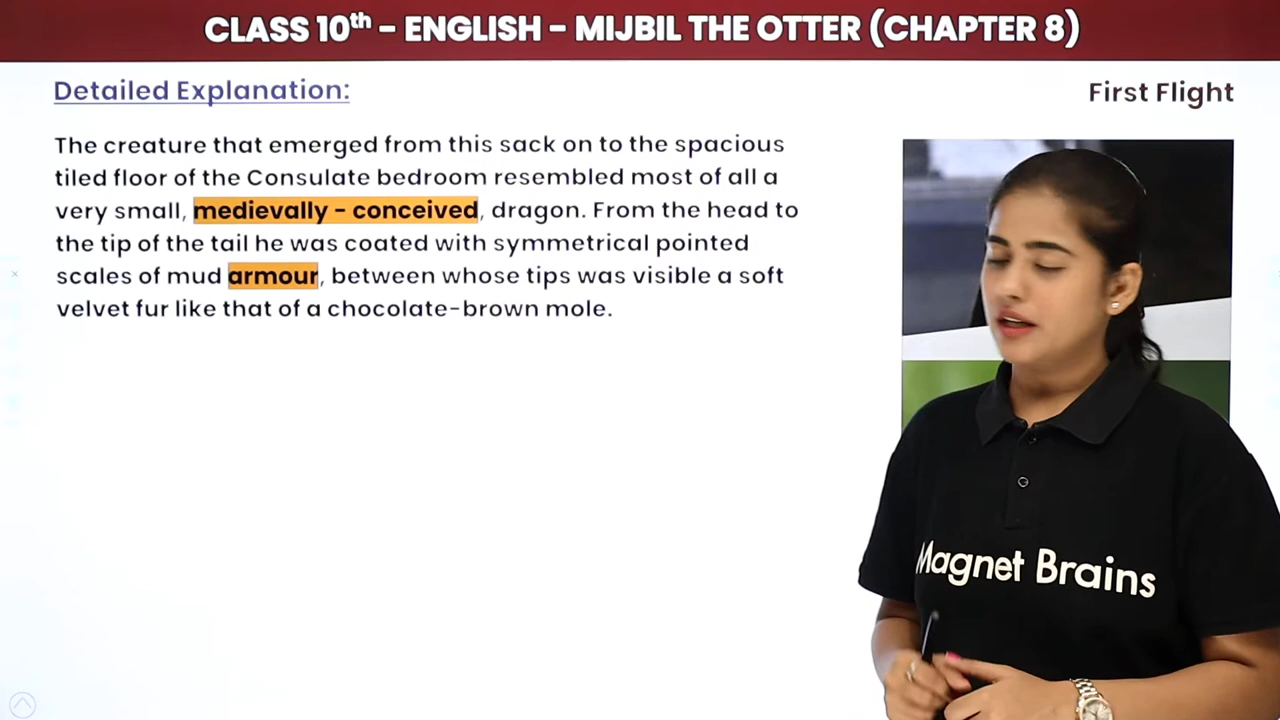 CLASS 10th - ENGLISH - MIJBIL THE OTTER (CHAPTER 8)
Detailed Explanation:
First Flight
The creature that emerged from this sack on to the spacious
tiled floor of the Consulate bedroom resembled most of all a
very small, medievally - conceived, dragon. From the head to
the tip of the tail he was coated with symmetrical pointed
scales of mud armour, between whose tips was visible a soft
velvet fur like that of a chocolate-brown mole.
Magnet Brains